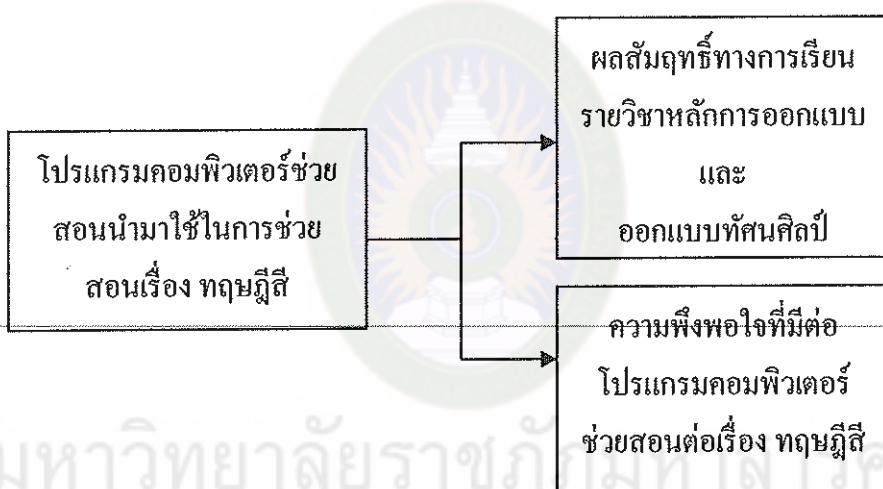 โปรแกรมคอมพิวเตอร์ช่วย
สอนนำมาใช้ในการช่วย
สอนเรื่อง ทฤษฎีสี
ผลสัมฤทธิ์ทางการเรียน
รายวิชาหลักการออกแบบ
และ
ออกแบบทัศนศิลป์
ความพึงพอใจที่มีต่อ
โปรแกรมคอมพิวเตอร์
ช่วยสอนต่อเรื่อง ทฤษฎีสี
มหาวิทยาลัยราชภัฏมหาสารค